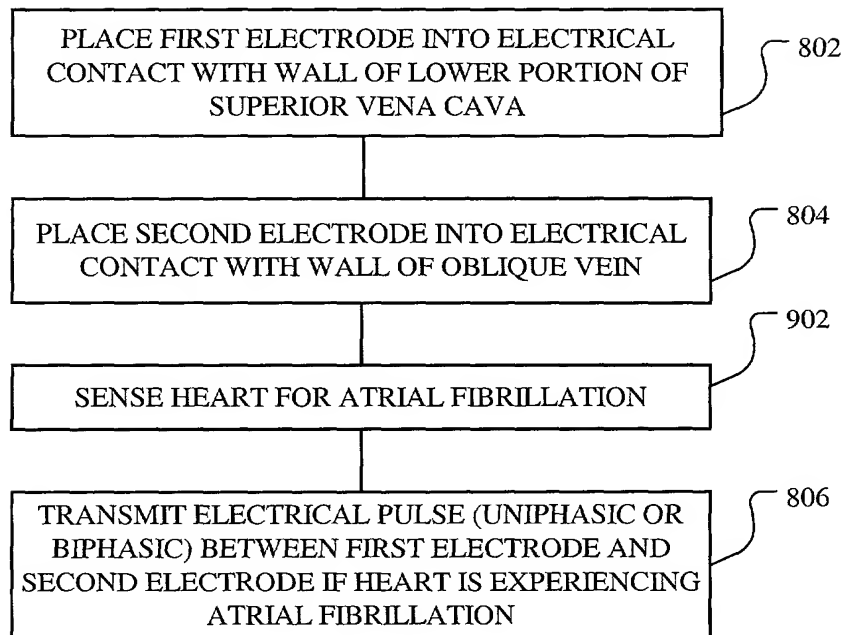 PLACE FIRST ELECTRODE INTO ELECTRICAL
CONTACT WITH WALL OF LOWER PORTION OF
SUPERIOR VENA CAVA
802
PLACE SECOND ELECTRODE INTO ELECTRICAL
CONTACT WITH WALL OF OBLIQUE VEIN
804
SENSE HEART FOR ATRIAL FIBRILLATION
902
TRANSMIT ELECTRICAL PULSE (UNIPHASIC OR
BIPHASIC) BETWEEN FIRST ELECTRODE AND
SECOND ELECTRODE IF HEART IS EXPERIENCING
ATRIAL FIBRILLATION
806